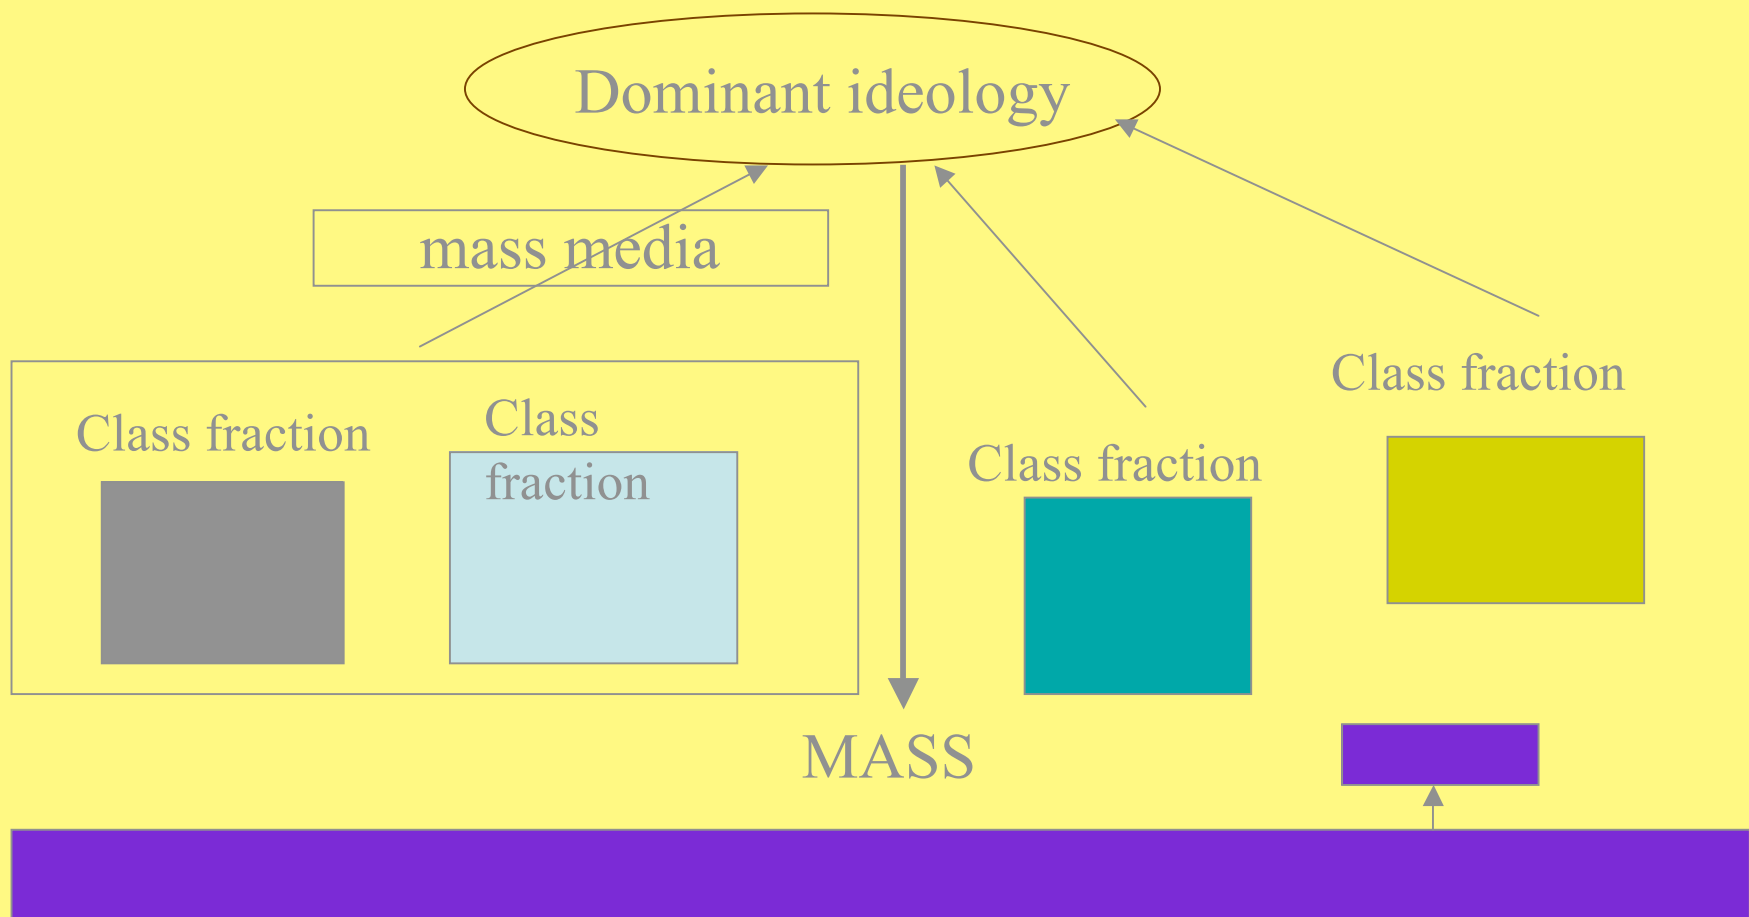 Dominant ideology
mass media
Class fraction
Class
fraction
Class fraction
Class fraction
MASS